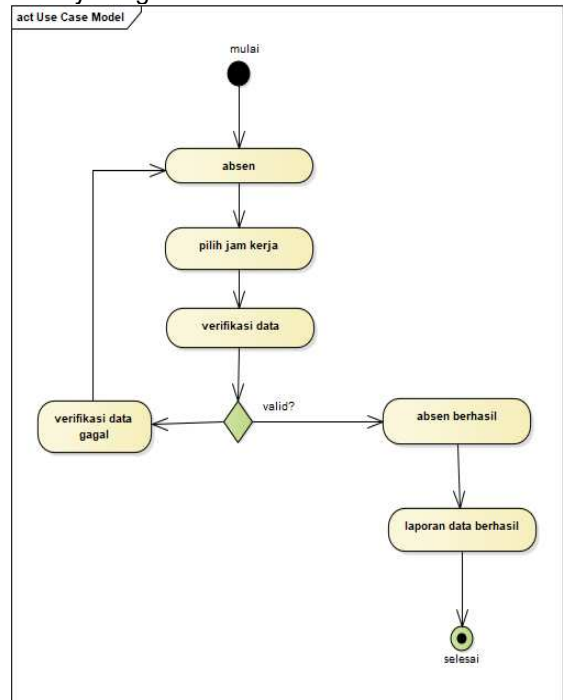 act Use Case Model
mulai
absen
pilih jam kerja
verifikasi data
valid?
verifikasi data
gagal
absen berhasil
laporan data berhasil
selesai